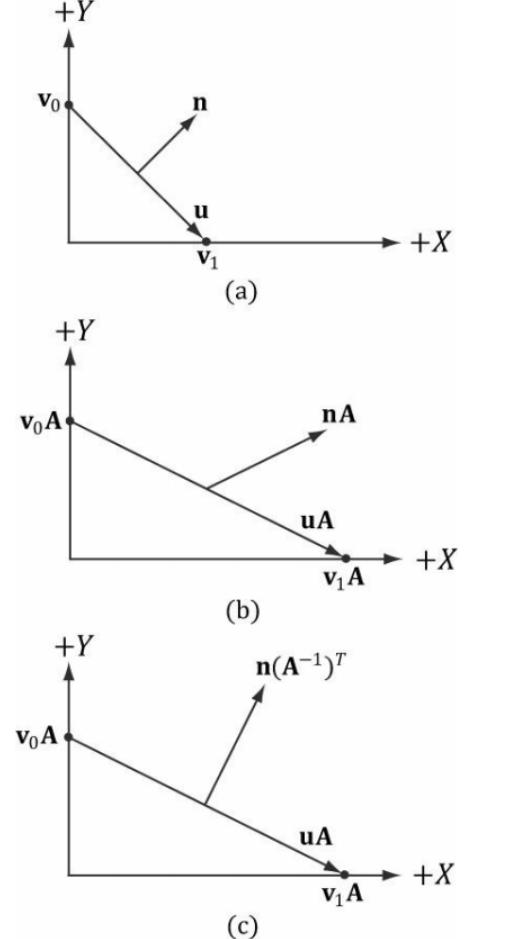 +Y
v₀
n
u
+X
v₁
(a)
+Y
v₀A
nA
uA
+X
v₁A
(b)
+Y
n(A⁻¹)ᵀ
v₀A
uA
+X
v₁A
(c)